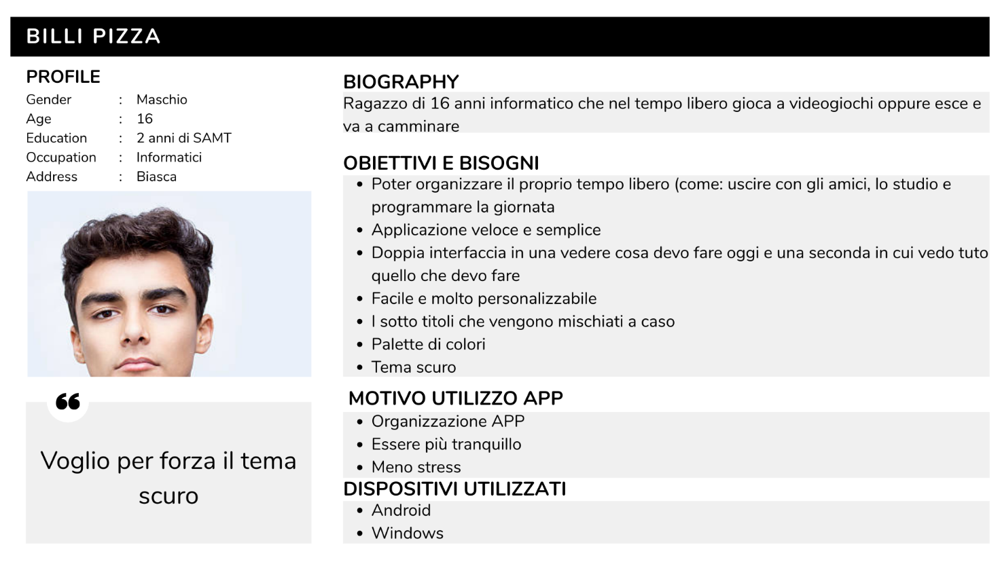 BILLI PIZZA
PROFILE
Gender : Maschio
Age : 16
Education : 2 anni di SAMT
Occupation : Informatici
Address : Biasca
“
Voglio per forza il tema
scuro
BIOGRAPHY
Ragazzo di 16 anni informatico che nel tempo libero gioca a videogiochi oppure esce e
va a camminare
OBIETTIVI E BISOGNI
• Poter organizzare il proprio tempo libero (come: uscire con gli amici, lo studio e
programmare la giornata
• Applicazione veloce e semplice
• Doppia interfaccia in una vedere cosa devo fare oggi e una seconda in cui vedo tuto
quello che devo fare
• Facile e molto personalizzabile
• I sotto titoli che vengono mischiati a caso
• Palette di colori
• Tema scuro
MOTIVO UTILIZZO APP
• Organizzazione APP
• Essere più tranquillo
• Meno stress
DISPOSITIVI UTILIZZATI
• Android
• Windows